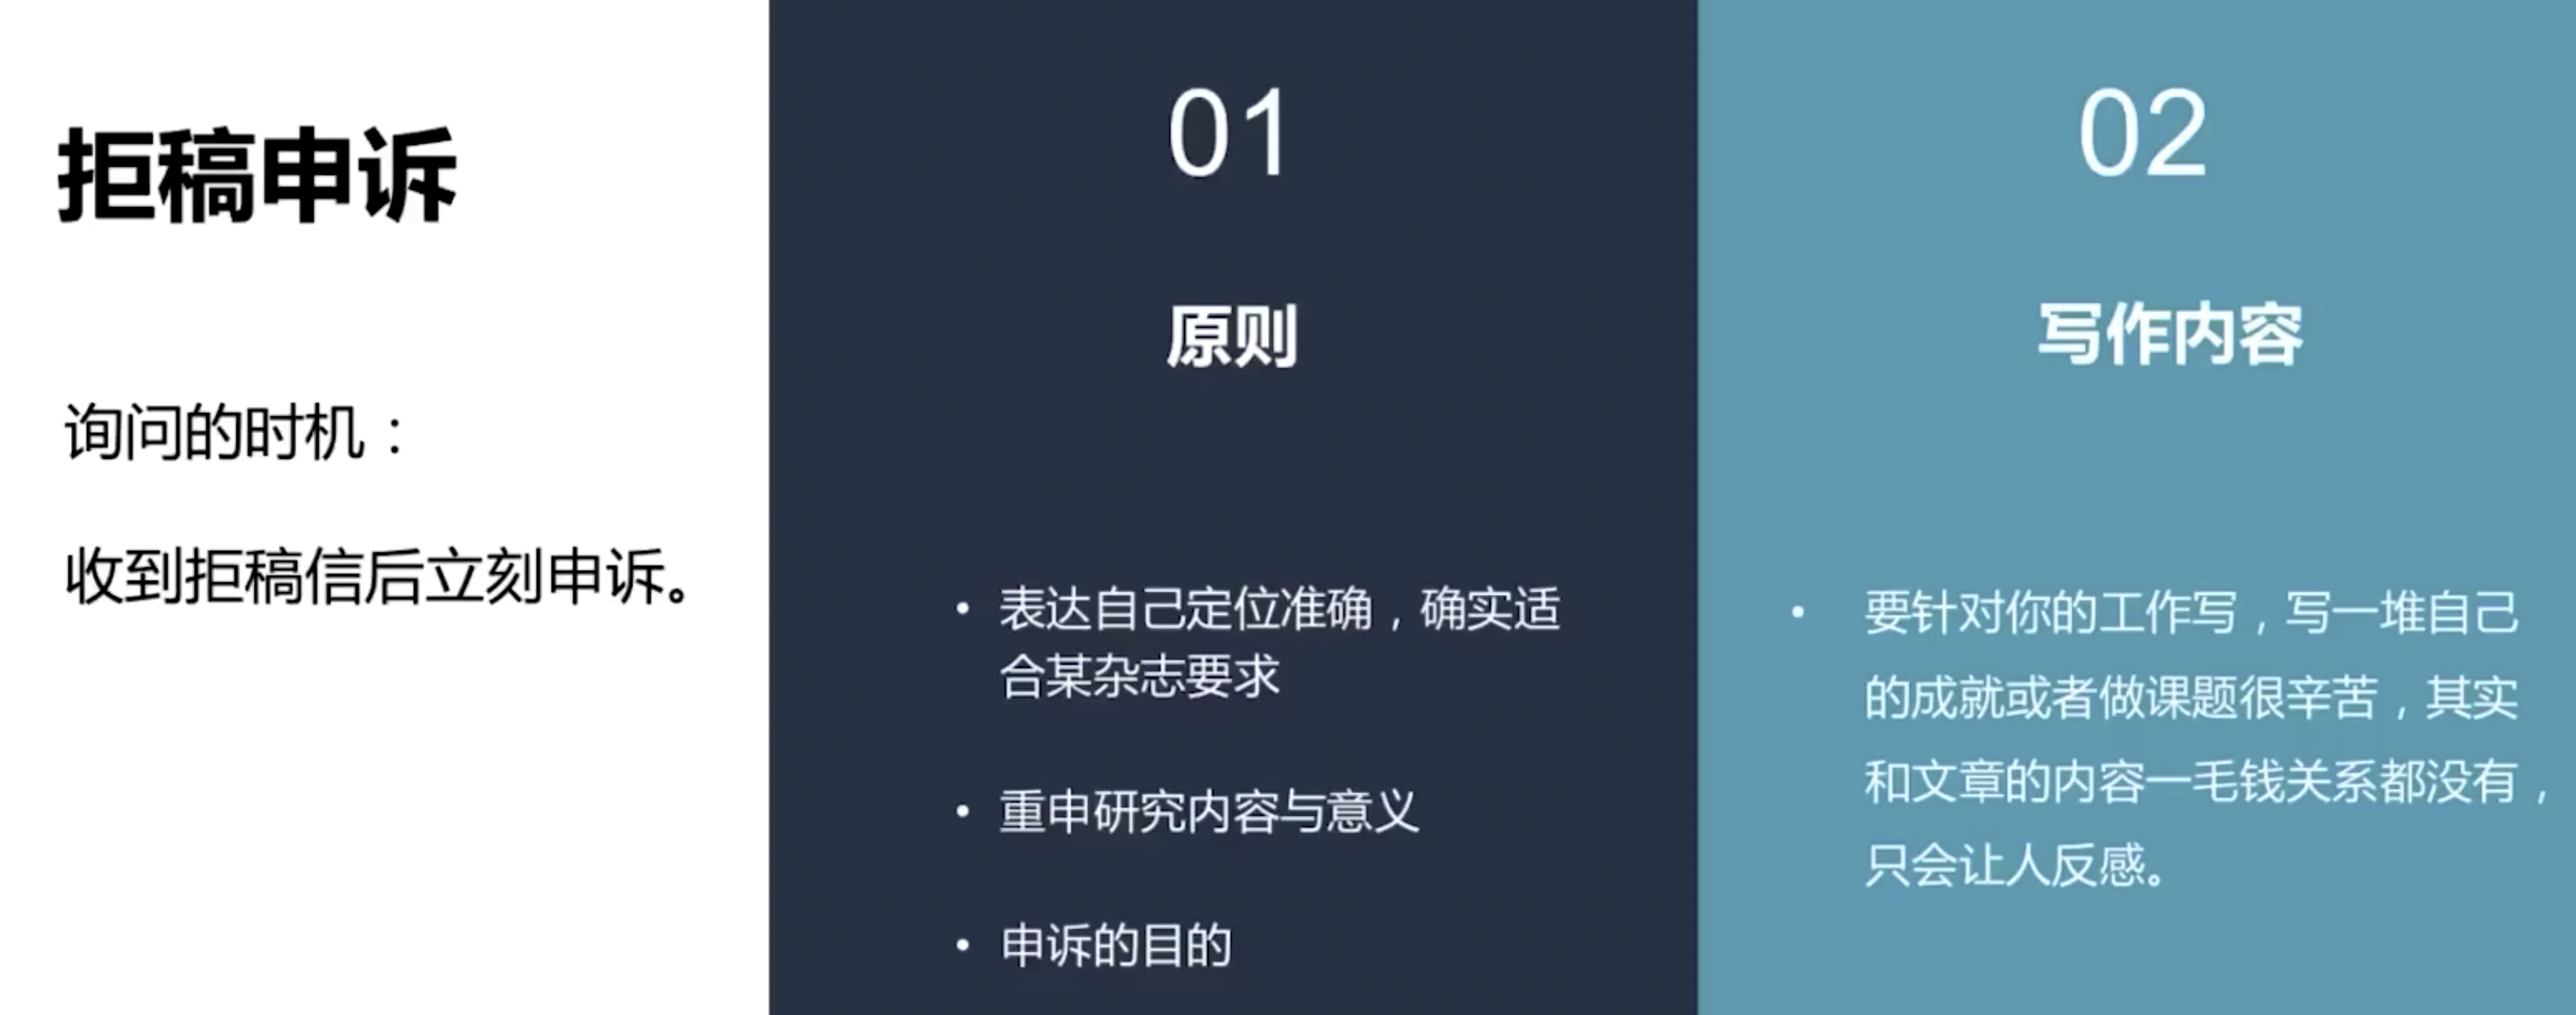 拒稿申诉
询问的时机：
收到拒稿信后立刻申诉。
01
原则
• 表达自己定位准确，确实适
合某杂志要求
• 重申研究内容与意义
• 申诉的目的
02
写作内容
• 要针对你的工作写，写一堆自己
的成就或者做课题很辛苦，其实
和文章的内容一毛钱关系都没有，
只会让人反感。